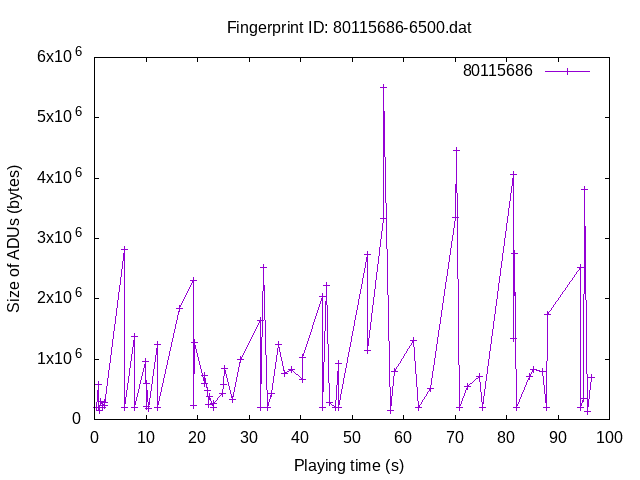 Fingerprint ID: 80115686-6500.dat
80115686
6x10^6
5x10^6
4x10^6
3x10^6
2x10^6
1x10^6
0
Size of ADUs (bytes)
0 10 20 30 40 50 60 70 80 90 100
Playing time (s)